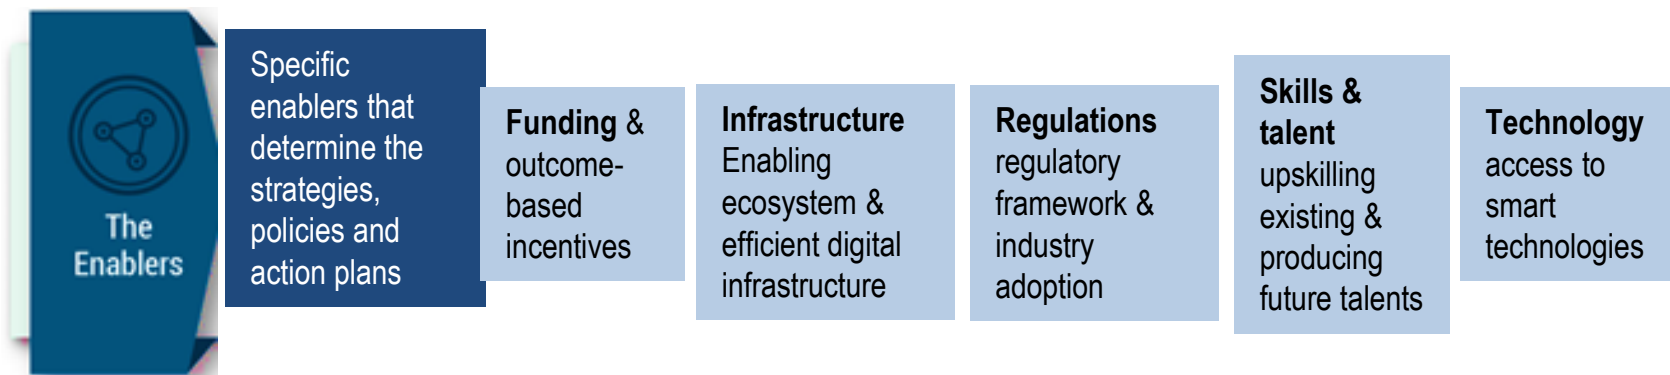 The
Enablers
Specific
enablers that
determine the
strategies,
policies and
action plans
Funding &
outcome-
based
incentives
Infrastructure
Enabling
ecosystem &
efficient digital
infrastructure
Regulations
regulatory
framework &
industry
adoption
Skills &
talent
upskilling
existing &
producing
future talents
Technology
access to
smart
technologies